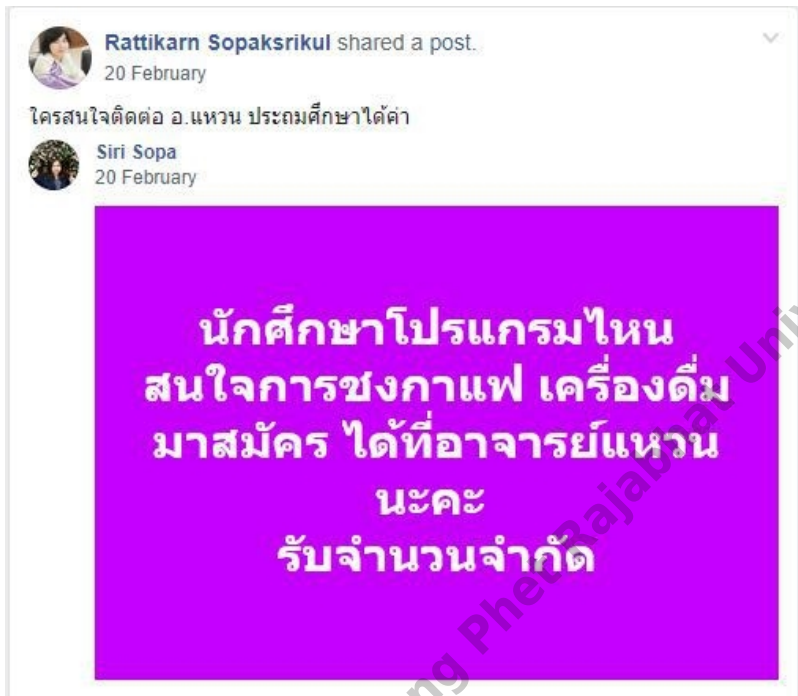 Rattikarn Sopaksrikul shared a post.
20 February
ใครสนใจติดต่อ อ.แหวน ประถมศึกษาได้ค่า
Siri Sopa
20 February
นักศึกษาโปรแกรมไหน
สนใจการชงกาแฟ เครื่องดื่ม
มาสมัคร ได้ที่อาจารย์แหวน
นะคะ
รับจำนวนจำกัด
Phet Rajabhat